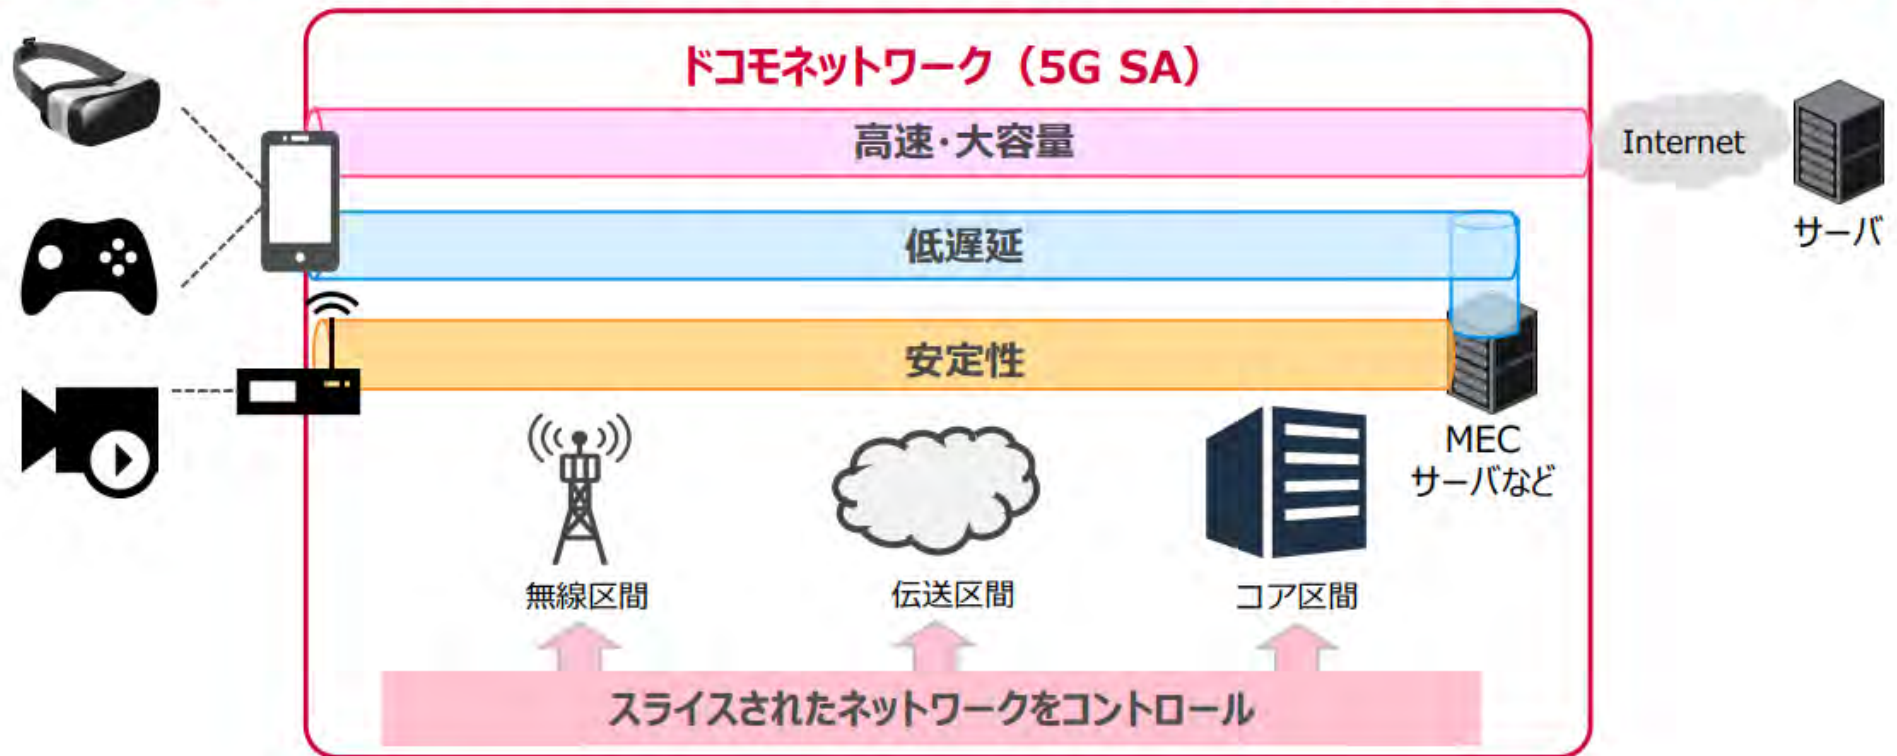 ドコモネットワーク（5G SA）
高速･大容量
Internet
サーバ
低遅延
安定性
MEC
サーバなど
無線区間
伝送区間
コア区間
スライスされたネットワークをコントロール